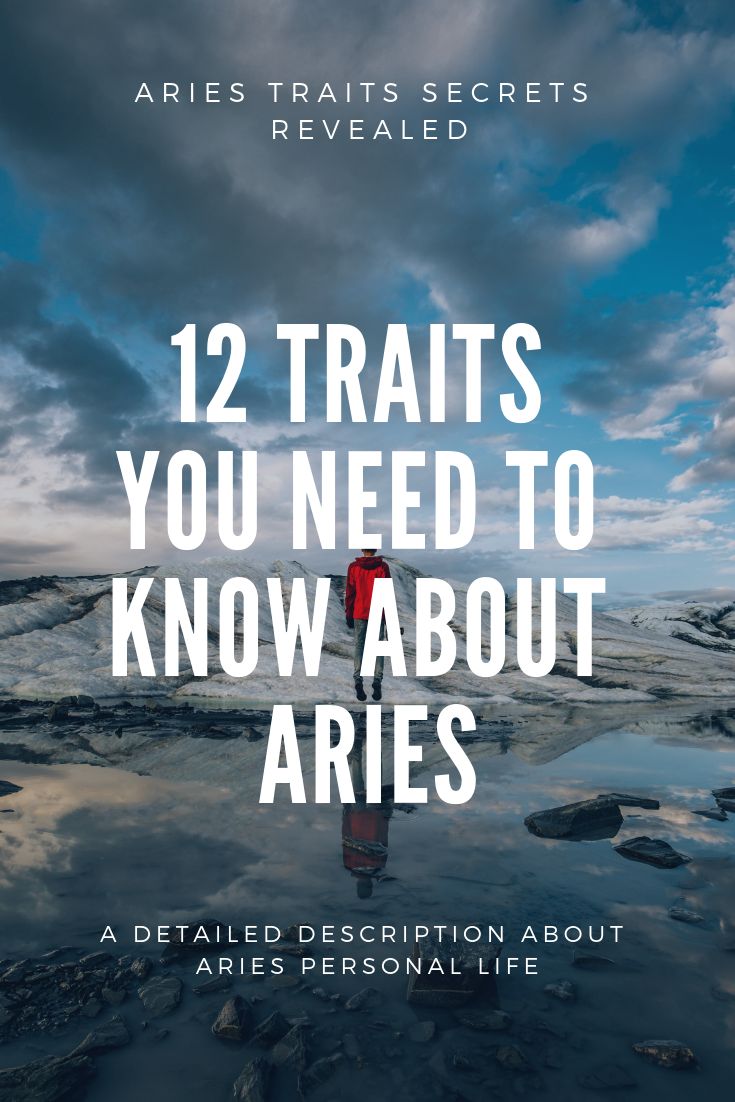 ARIES TRAITS SECRETS
REVEALED
12 TRAITS
YOU NEED TO
KNOW ABOUT
ARIES
A DETAILED DESCRIPTION ABOUT
ARIES PERSONAL LIFE